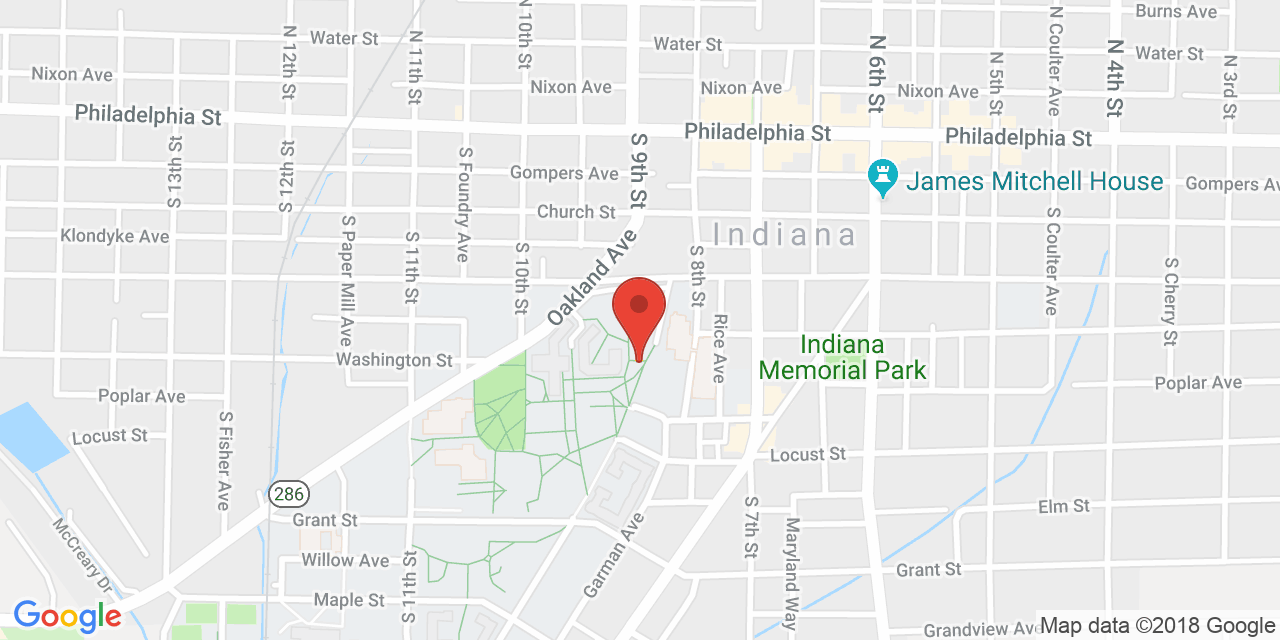 Burns Ave
N 12th St
Water St
N 11th St
N 10th St
Water St
N 6th St
N Coulter Ave
N 4th St
Water St
N 3rd St
Nixon Ave
Nixon Ave
Nixon Ave
Nixon Ave
N 5th St
Philadelphia St
Philadelphia St
Philadelphia St
S 13th St
S 12th St
S Foundry Ave
Gompers Ave
S 9th St
James Mitchell House
Gompers Av
Klondyke Ave
S Paper Mill Ave
S 11th St
S 10th St
Church St
Oakland Ave
Indiana
S 8th St
S Coulter Ave
S Cherry St
Washington St
Rice Ave
Indiana
Memorial Park
Poplar Ave
Poplar Ave
Locust St
S Fisher Ave
Locust St
286
Grant St
Elm St
McCreary Dr
Willow Ave
S 11th St
Garman Ave
S 7th St
Maryland Way
Grant St
Maple St
Google
Grandview Ave
Map data ©2018 Google